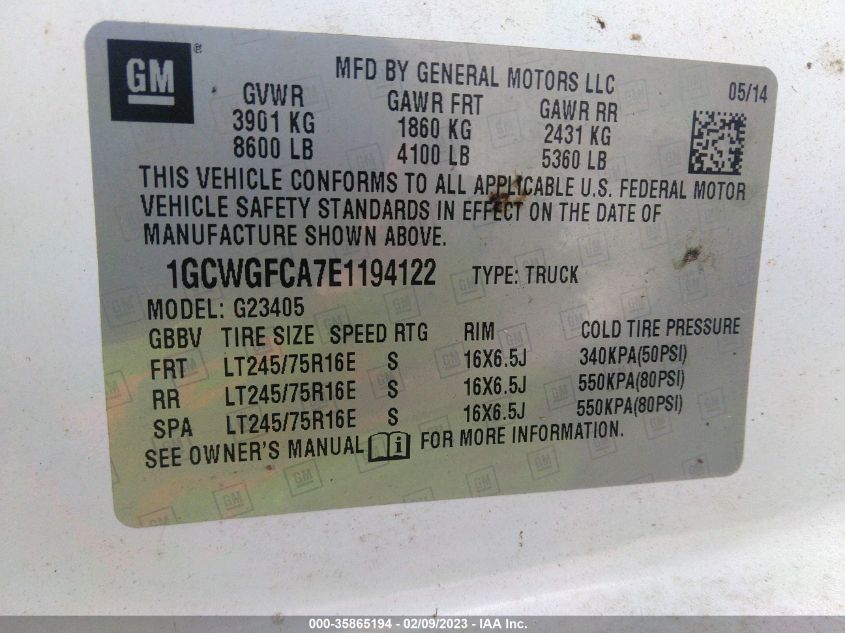 GM ® MFD BY GENERAL MOTORS LLC 05/14
GVWR GAWR FRT GAWR RR
3901 KG 1860 KG 2431 KG
8600 LB 4100 LB 5360 LB
THIS VEHICLE CONFORMS TO ALL APPLICABLE U.S. FEDERAL MOTOR
VEHICLE SAFETY STANDARDS IN EFFECT ON THE DATE OF
MANUFACTURE SHOWN ABOVE.
1GCWGFCA7E1194122 TYPE: TRUCK
MODEL: G23405
GBBV TIRE SIZE SPEED RTG RIM COLD TIRE PRESSURE
FRT LT245/75R16E S 16X6.5J 340KPA(50PSI)
RR LT245/75R16E S 16X6.5J 550KPA(80PSI)
SPA LT245/75R16E S 16X6.5J 550KPA(80PSI)
SEE OWNER'S MANUAL i FOR MORE INFORMATION.
000-35865194 - 02/09/2023 - IAA Inc.